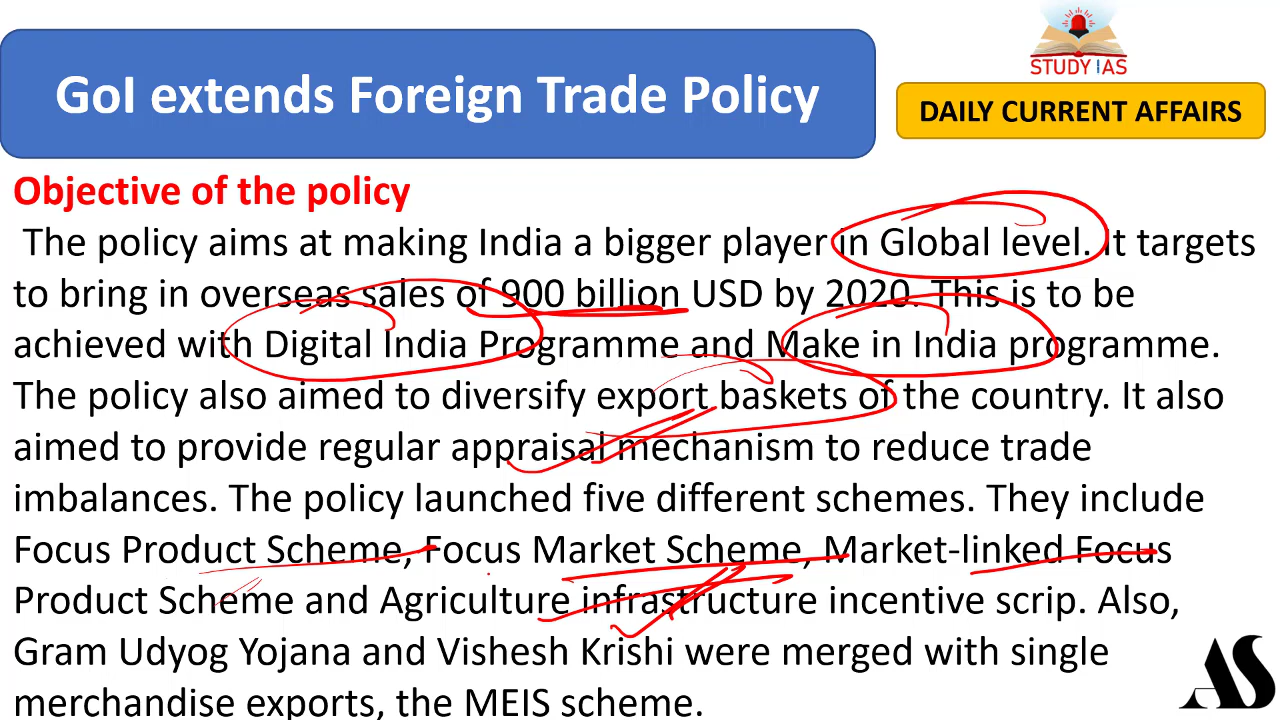 GoI extends Foreign Trade Policy
STUDY IAS
DAILY CURRENT AFFAIRS
Objective of the policy
The policy aims at making India a bigger player in Global level. It targets
to bring in overseas sales of 900 billion USD by 2020. This is to be
achieved with Digital India Programme and Make in India programme.
The policy also aimed to diversify export baskets of the country. It also
aimed to provide regular appraisal mechanism to reduce trade
imbalances. The policy launched five different schemes. They include
Focus Product Scheme, Focus Market Scheme, Market-linked Focus
Product Scheme and Agriculture infrastructure incentive scrip. Also,
Gram Udyog Yojana and Vishesh Krishi were merged with single
merchandise exports, the MEIS scheme.
AS